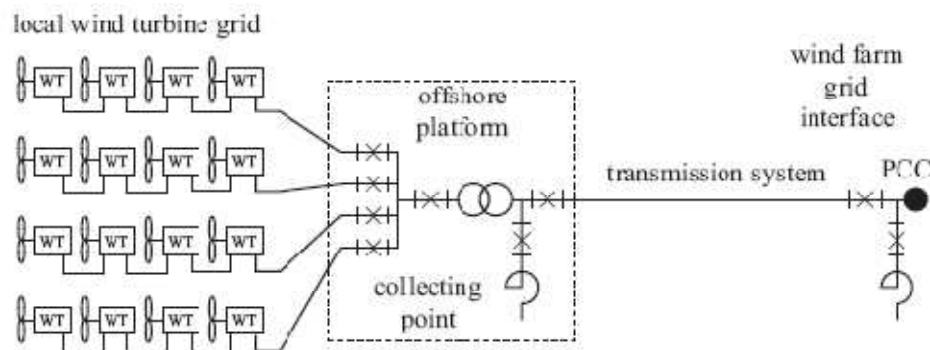 local wind turbine grid
WT WT WT WT
WT WT WT WT
WT WT WT WT
WT WT WT WT
offshore
platform
collecting
point
transmission system
wind farm
grid
interface
PCC